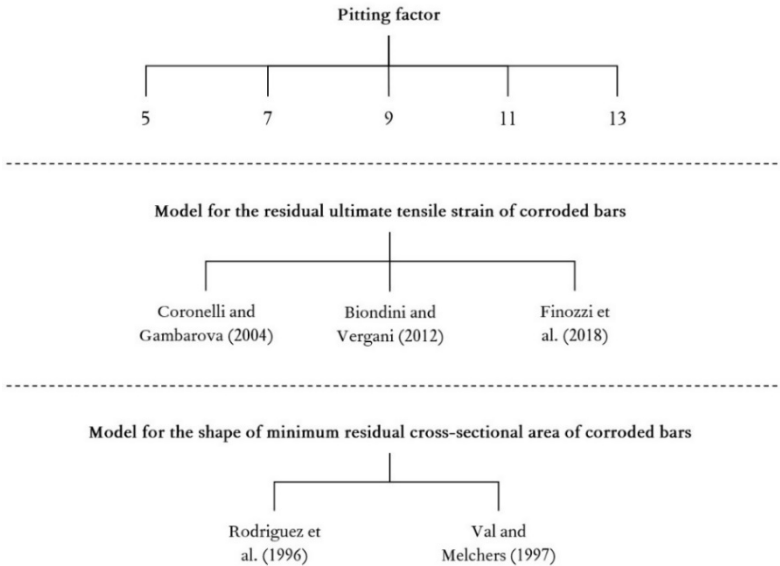 Pitting factor
5 7 9 11 13
Model for the residual ultimate tensile strain of corroded bars
Coronelli and
Gambarova (2004)
Biondini and
Vergani (2012)
Finozzi et
al. (2018)
Model for the shape of minimum residual cross-sectional area of corroded bars
Rodriguez et
al. (1996)
Val and
Melchers (1997)